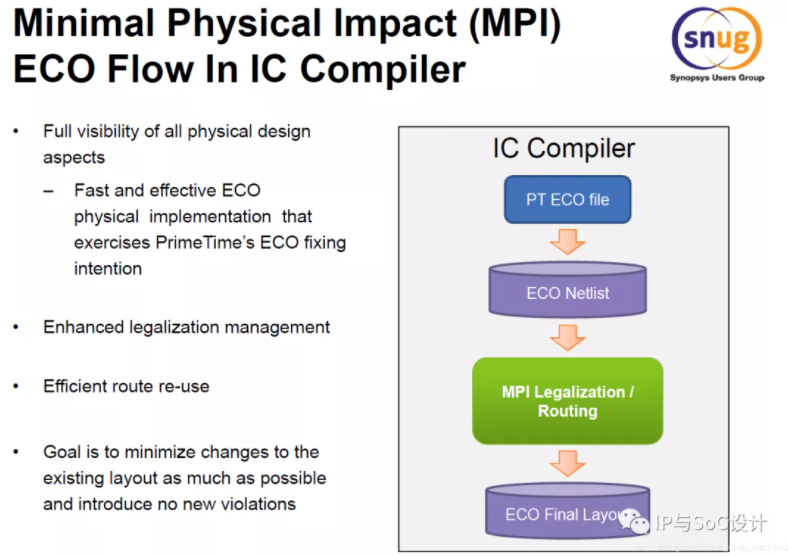 Minimal Physical Impact (MPI)
ECO Flow In IC Compiler
snug
Synopsys Users Group
• Full visibility of all physical design
aspects
– Fast and effective ECO
physical implementation that
exercises PrimeTime's ECO fixing
intention
• Enhanced legalization management
• Efficient route re-use
• Goal is to minimize changes to the
existing layout as much as possible
and introduce no new violations
IC Compiler
PT ECO file
ECO Netlist
MPI Legalization /
Routing
ECO Final Layou
IP与SoC设计